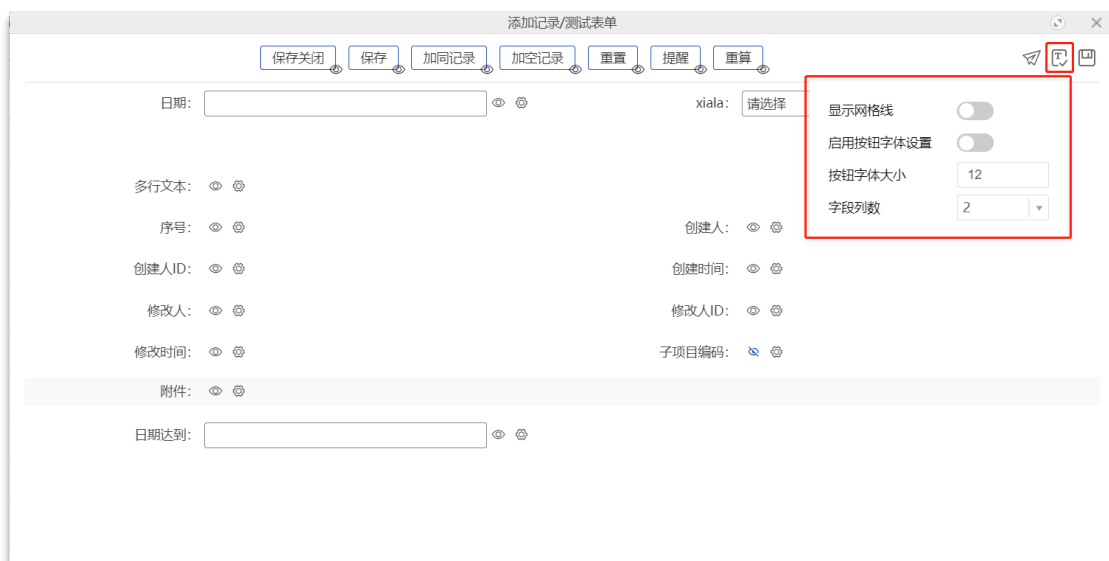 添加记录/测试表单
保存关闭 保存 加同记录 加空记录 重置 提醒 重算
日期: xiala: 请选择
显示网格线
启用按钮字体设置
按钮字体大小 12
字段列数 2
多行文本:
序号: 创建人:
创建人ID: 创建时间:
修改人: 修改人ID:
修改时间: 子项目编码:
附件:
日期达到: